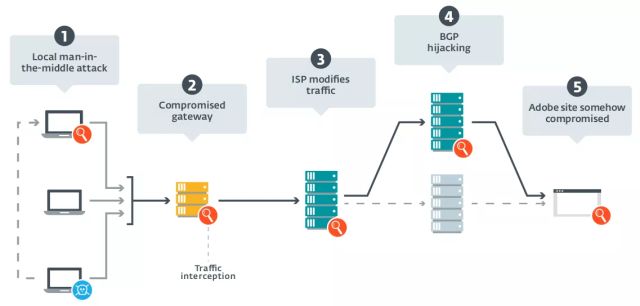 1
Local man-in-
the-middle attack
2
Compromised
gateway
3
ISP modifies
traffic
4
BGP
hijacking
5
Adobe site somehow
compromised
Traffic
interception